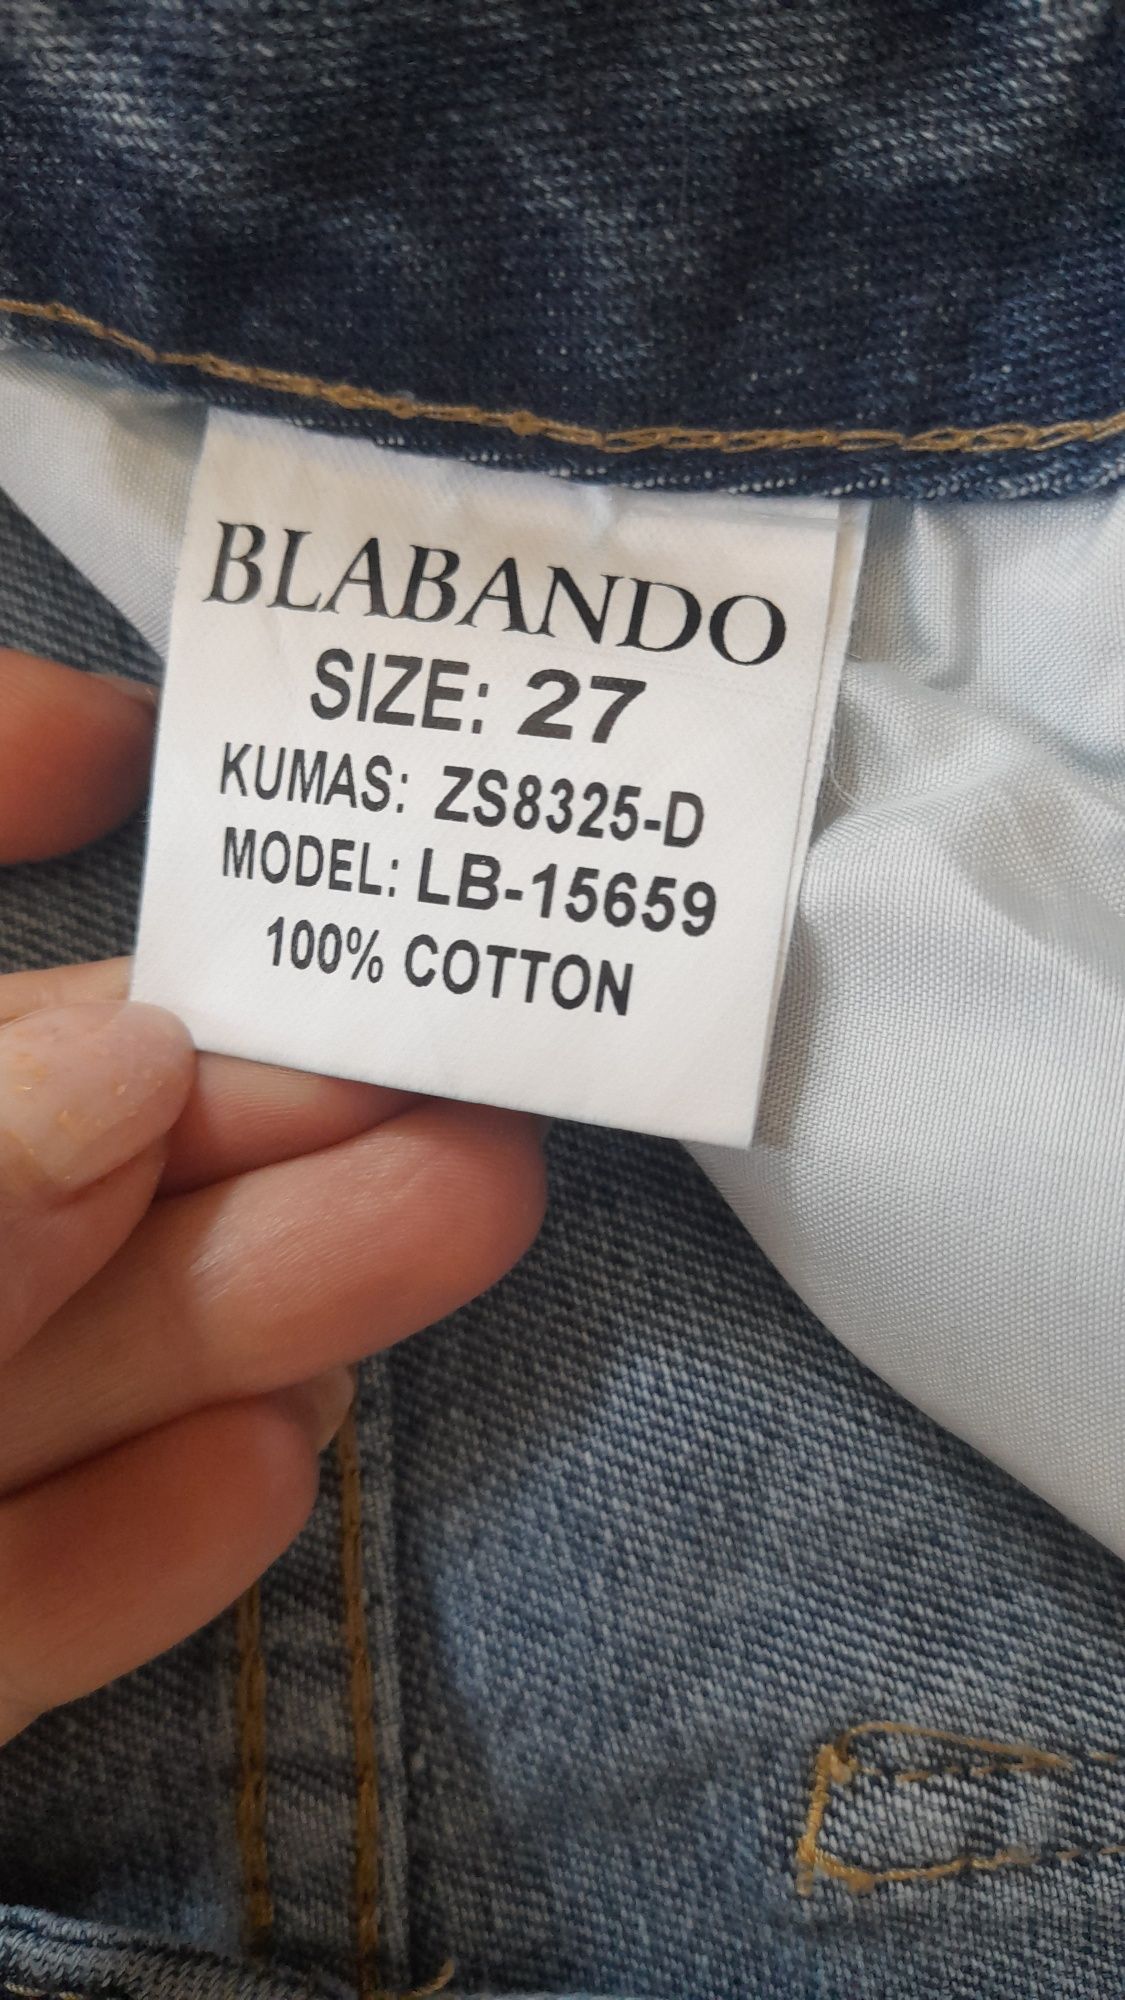 BLABANDO
SIZE: 27
KUMAS: ZS8325-D
MODEL: LB-15659
100% COTTON